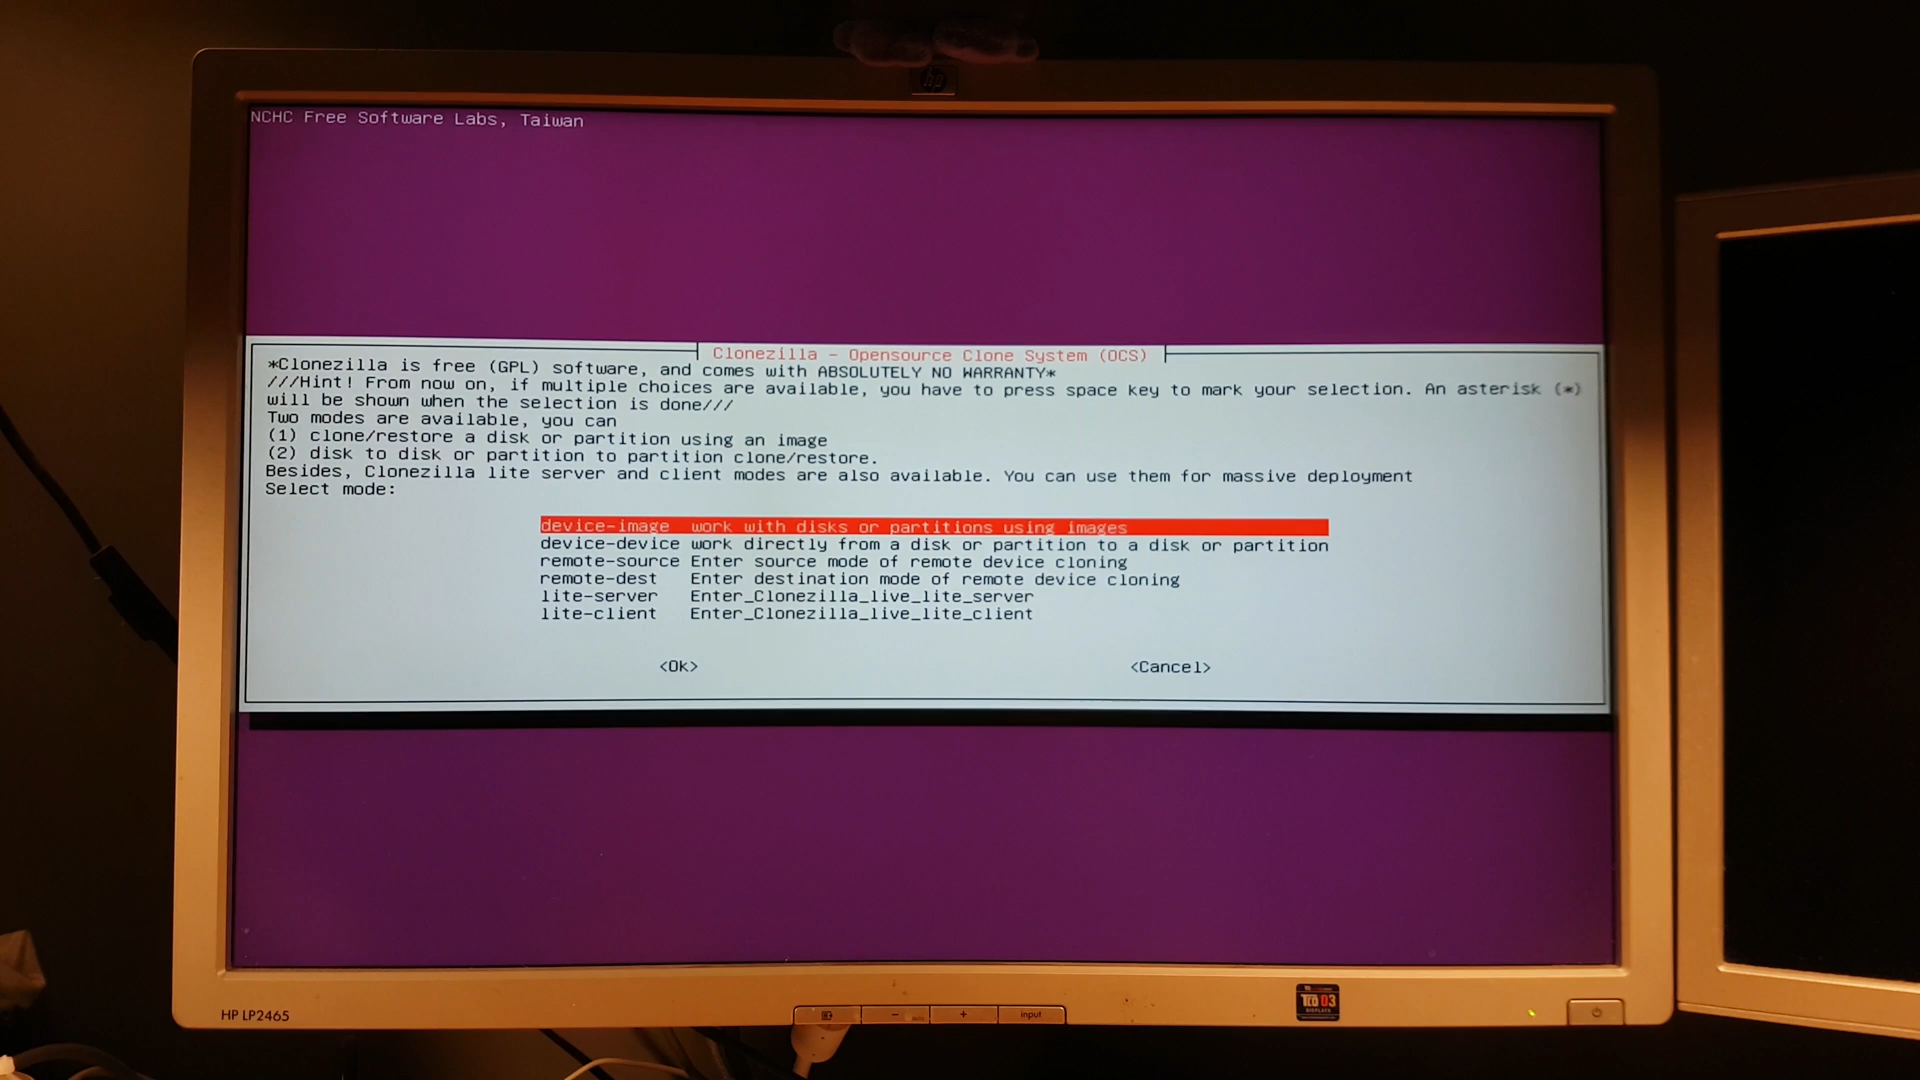 hp
NCHC Free Software Labs, Taiwan
Clonezilla - Opensource Clone System (OCS)
*Clonezilla is free (GPL) software, and comes with ABSOLUTELY NO WARRANTY*
///Hint! From now on, if multiple choices are available, you have to press space key to mark your selection. An asterisk (*)
will be shown when the selection is done///
Two modes are available, you can
(1) clone/restore a disk or partition using an image
(2) disk to disk or partition to partition clone/restore.
Besides, Clonezilla lite server and client modes are also available. You can use them for massive deployment
Select mode:
device-image work with disks or partitions using images
device-device work directly from a disk or partition to a disk or partition
remote-source Enter source mode of remote device cloning
remote-dest Enter destination mode of remote device cloning
lite-server Enter_Clonezilla_live_lite_server
lite-client Enter_Clonezilla_live_lite_client
<Ok> <Cancel>
HP LP2465
- + input
TCO 03
DISPLAYS